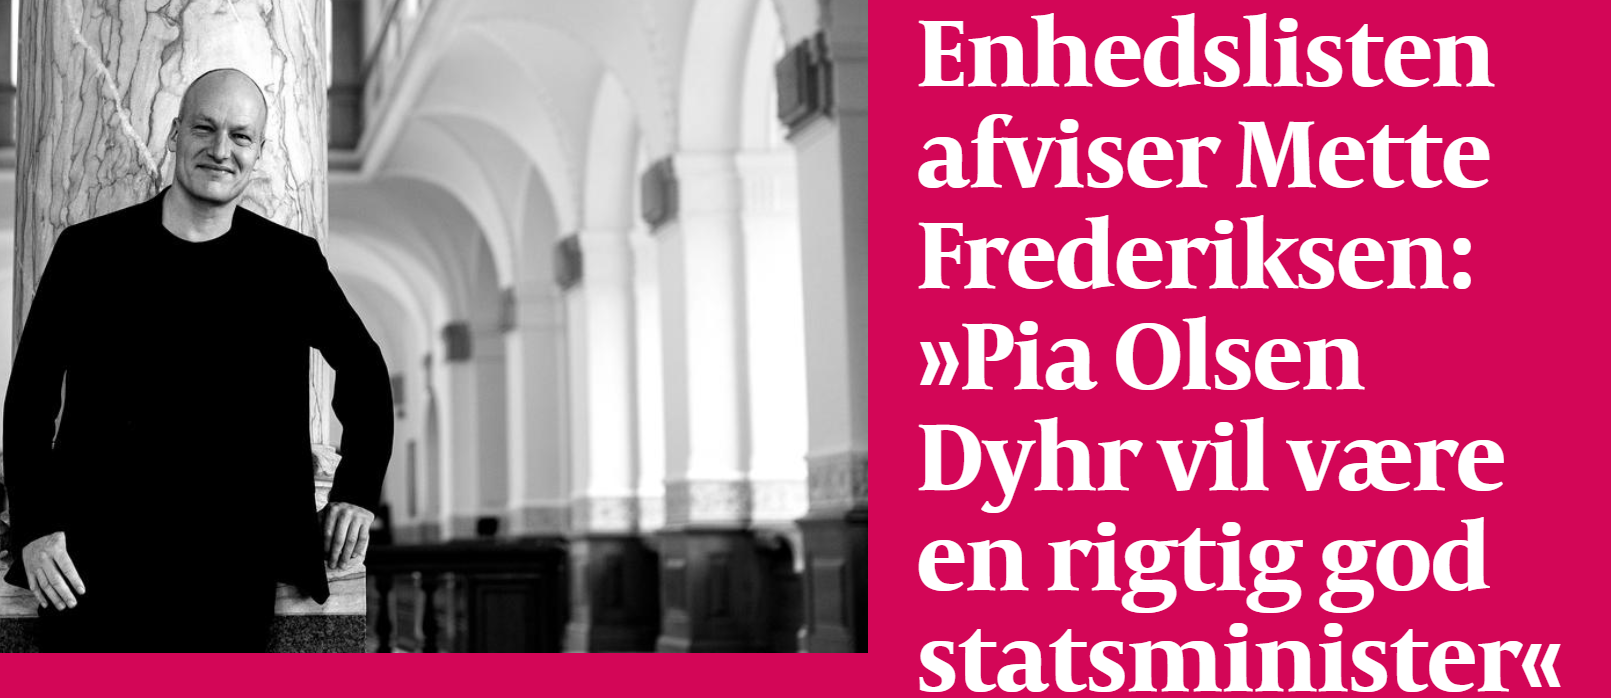 Enhedslisten
afviser Mette
Frederiksen:
»Pia Olsen
Dyhr vil være
en rigtig god
statsminister«